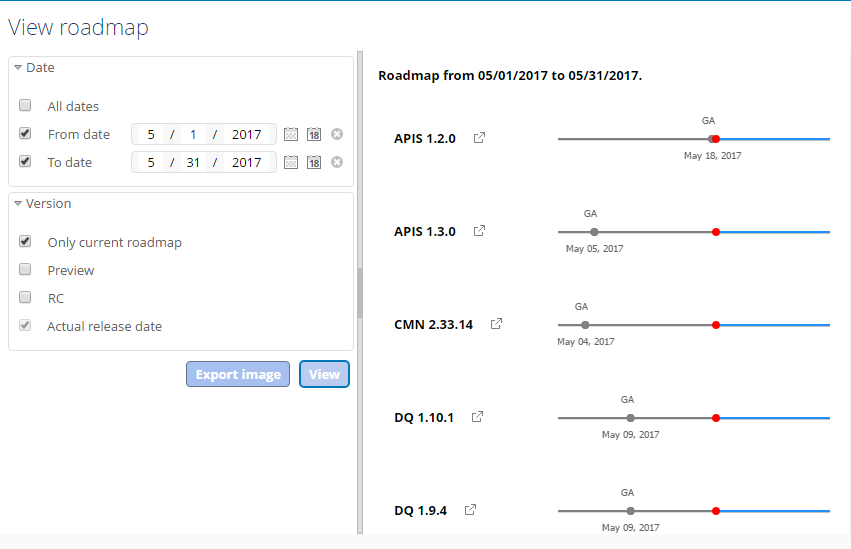 View roadmap
Date
All dates
From date 5 / 1 / 2017 18
To date 5 / 31 / 2017 18
Version
Only current roadmap
Preview
RC
Actual release date
Export image View
Roadmap from 05/01/2017 to 05/31/2017.
GA
APIS 1.2.0
May 18, 2017
GA
APIS 1.3.0
May 05, 2017
GA
CMN 2.33.14
May 04, 2017
GA
DQ 1.10.1
May 09, 2017
GA
DQ 1.9.4
May 09, 2017